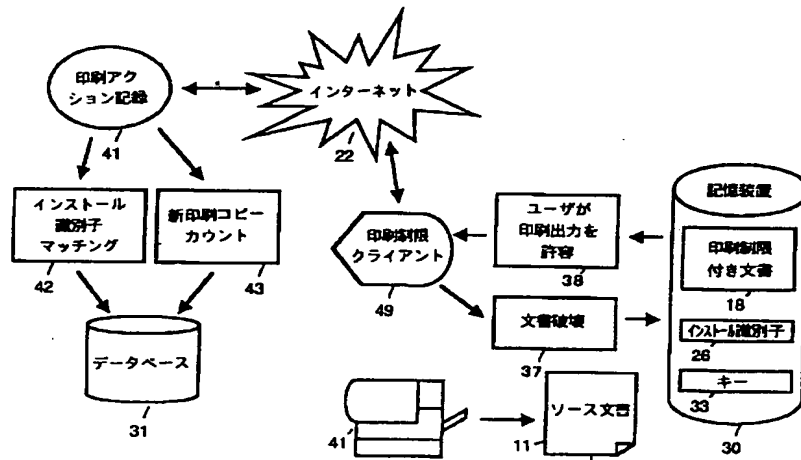 印刷アク
ション記録
41
インターネット
22
インストール
識別子
マッチング
42
新印刷コピー
カウント
43
データベース
31
印刷制限
クライアント
49
ユーザが
印刷出力を
許容
38
文書破壊
37
記憶装置
印刷制限
付き文書
18
インストール識別子
26
キー
33
30
41
ソース文書
11